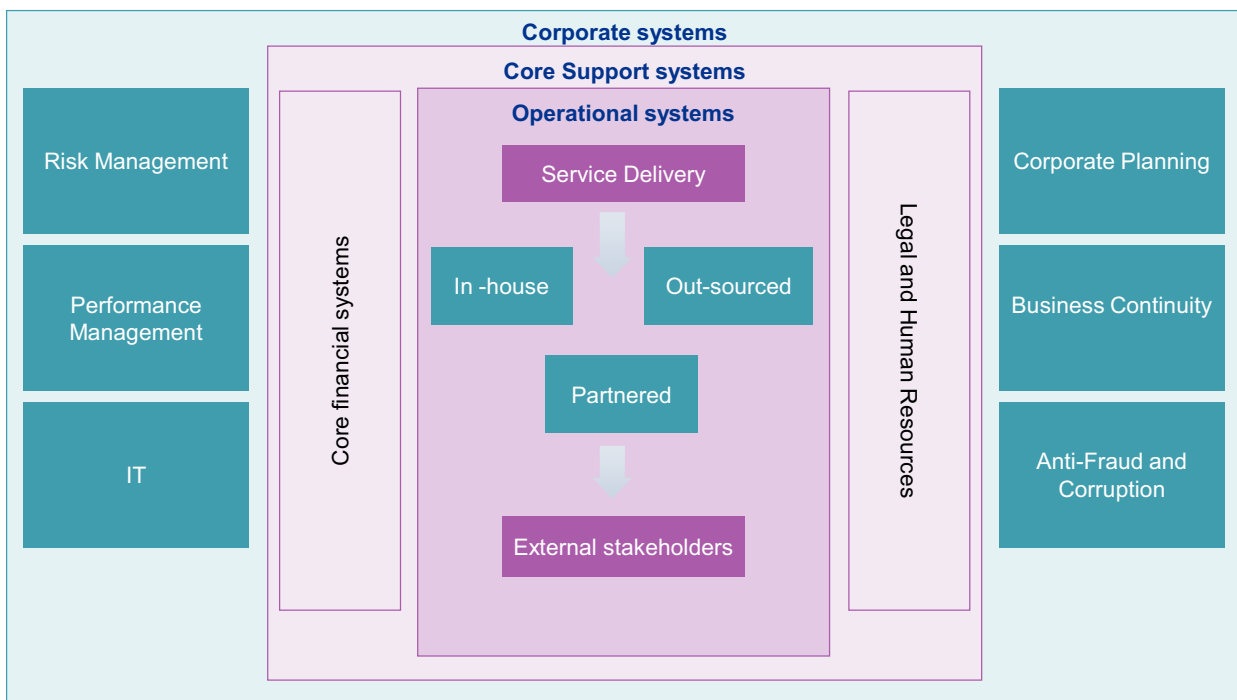 Corporate systems
Core Support systems
Operational systems
Risk Management
Performance
Management
IT
Core financial systems
Service Delivery
In -house
Out-sourced
Partnered
External stakeholders
Legal and Human Resources
Corporate Planning
Business Continuity
Anti-Fraud and
Corruption